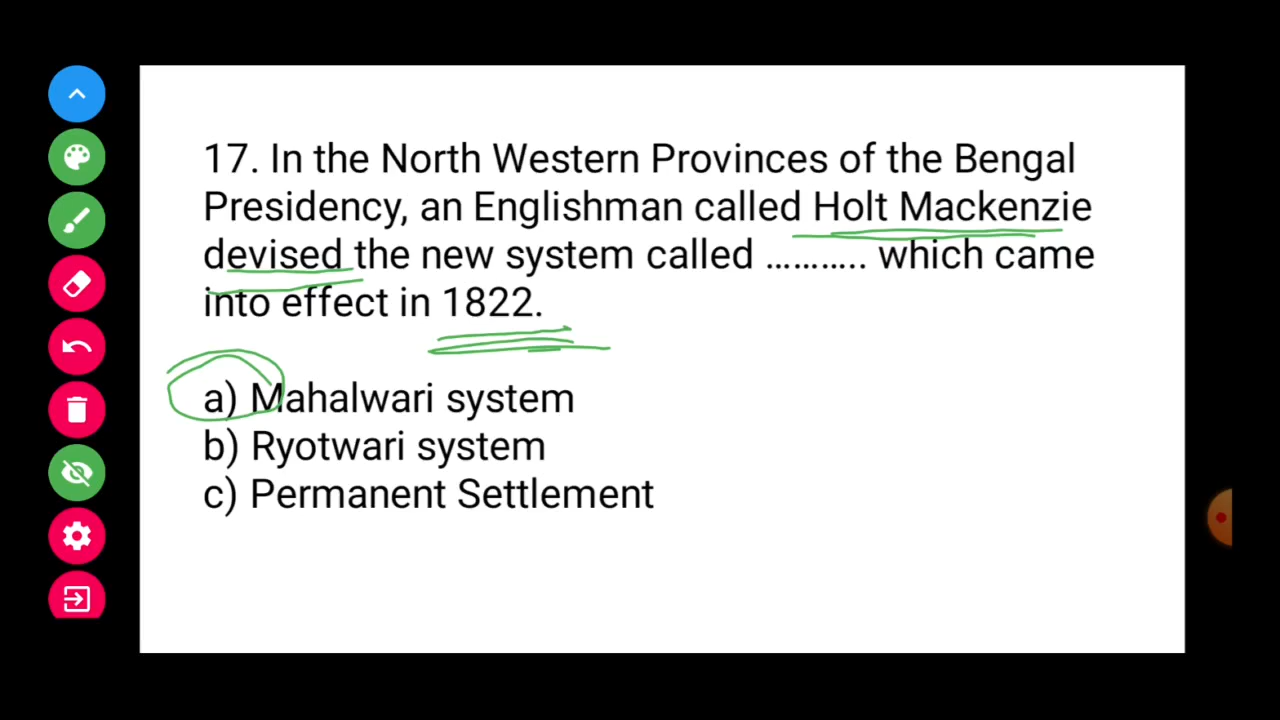 17. In the North Western Provinces of the Bengal
Presidency, an Englishman called Holt Mackenzie
devised the new system called ……….. which came
into effect in 1822.
a) Mahalwari system
b) Ryotwari system
c) Permanent Settlement